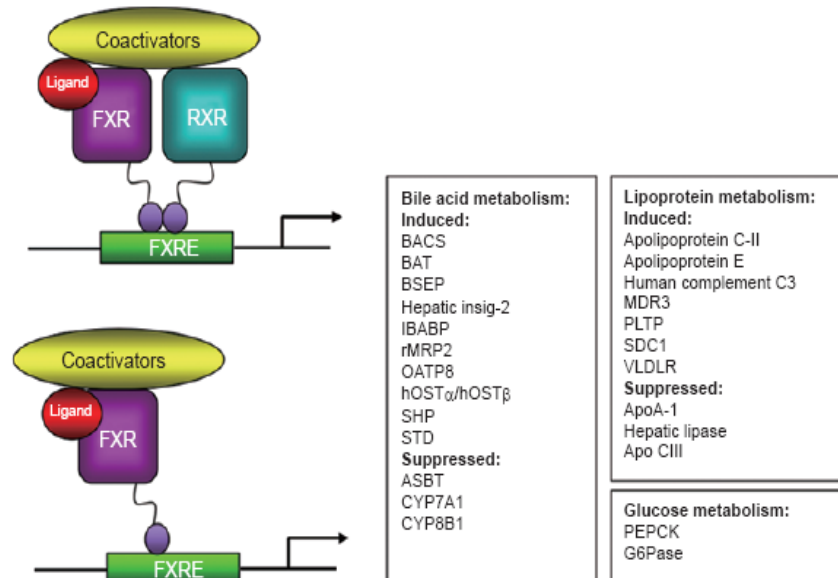 Coactivators
Ligand
FXR
RXR
FXRE
Coactivators
Ligand
FXR
FXRE
Bile acid metabolism:
Induced:
BACS
BAT
BSEP
Hepatic insig-2
IBABP
rMRP2
OATP8
hOSTα/hOSTβ
SHP
STD
Suppressed:
ASBT
CYP7A1
CYP8B1
Lipoprotein metabolism:
Induced:
Apolipoprotein C-II
Apolipoprotein E
Human complement C3
MDR3
PLTP
SDC1
VLDLR
Suppressed:
ApoA-1
Hepatic lipase
Apo CIII
Glucose metabolism:
PEPCK
G6Pase